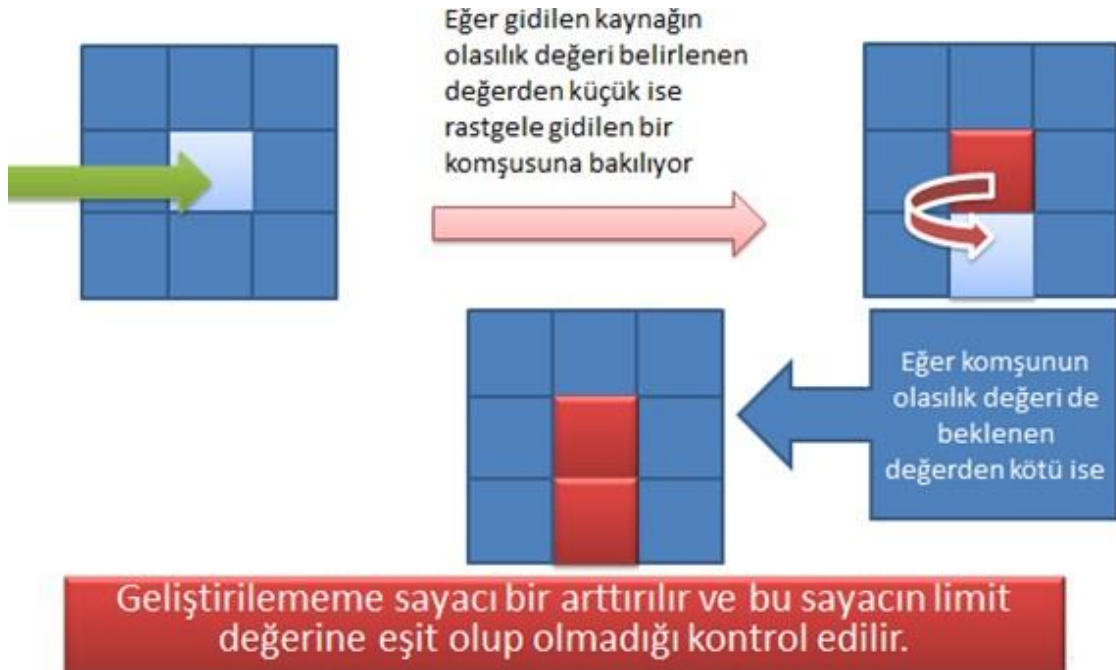 Eğer gidilen kaynağın
olasılık değeri belirlenen
değerden küçük ise
rastgele gidilen bir
komşusuna bakılıyor
Eğer komşunun
olasılık değeri de
beklenen
değerden kötü ise
Geliştirilememe sayacı bir arttırılır ve bu sayacın limit
değerine eşit olup olmadığı kontrol edilir.